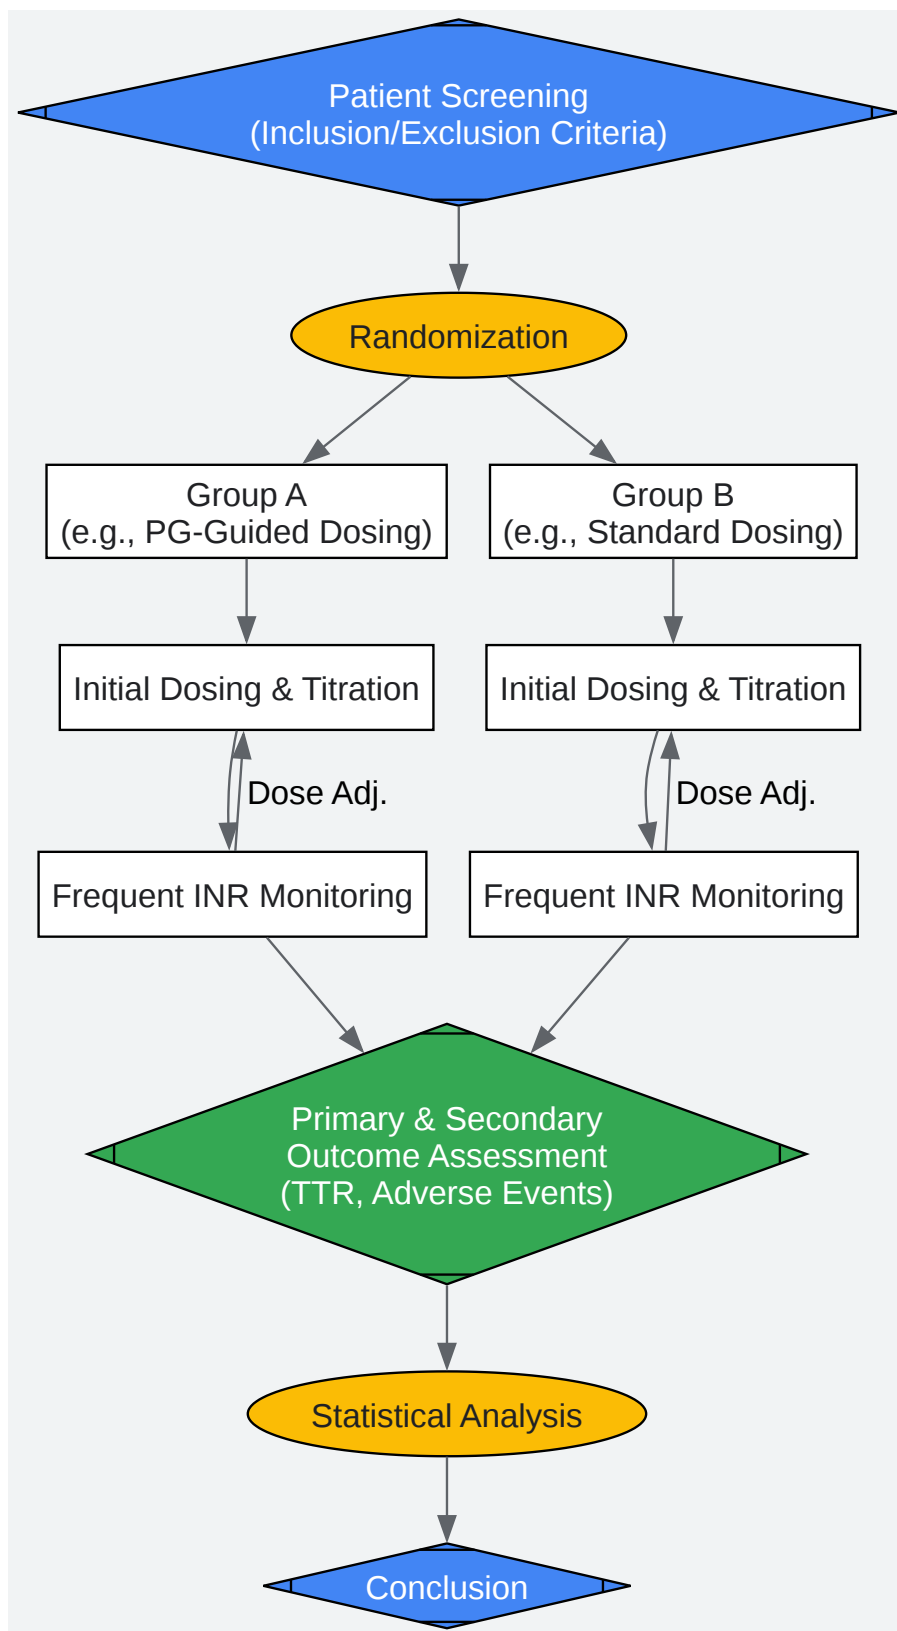 Patient Screening
(Inclusion/Exclusion Criteria)
Randomization
Group A
(e.g., PG-Guided Dosing)
Group B
(e.g., Standard Dosing)
Initial Dosing & Titration
Initial Dosing & Titration
Dose Adj.
Dose Adj.
Frequent INR Monitoring
Frequent INR Monitoring
Primary & Secondary
Outcome Assessment
(TTR, Adverse Events)
Statistical Analysis
Conclusion